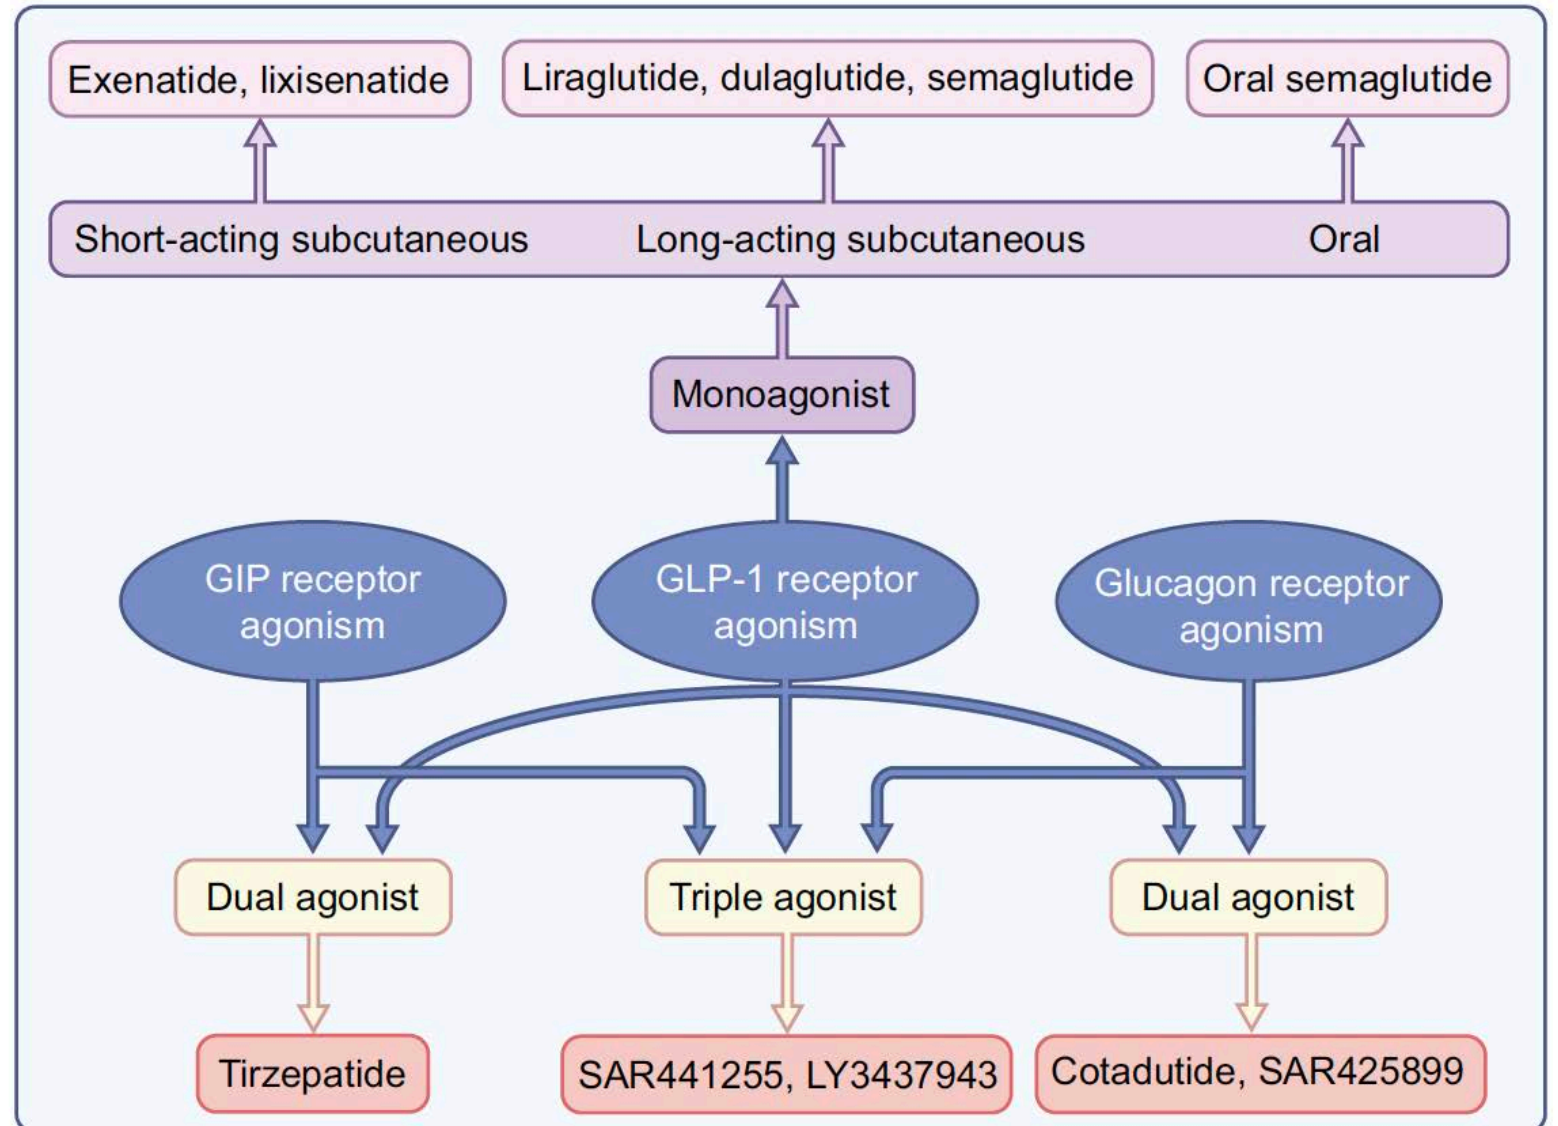 Exenatide, lixisenatide
Liraglutide, dulaglutide, semaglutide
Oral semaglutide
Short-acting subcutaneous
Long-acting subcutaneous
Oral
Monoagonist
GIP receptor
agonism
GLP-1 receptor
agonism
Glucagon receptor
agonism
Dual agonist
Triple agonist
Dual agonist
Tirzepatide
SAR441255, LY3437943
Cotadutide, SAR425899